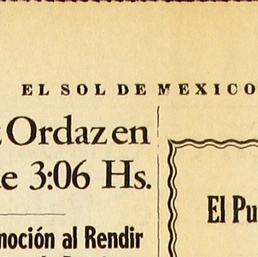 EL SOL DE MEXICO
Ordaz en
3:06 Hs.
El Pu
moción al Rendir